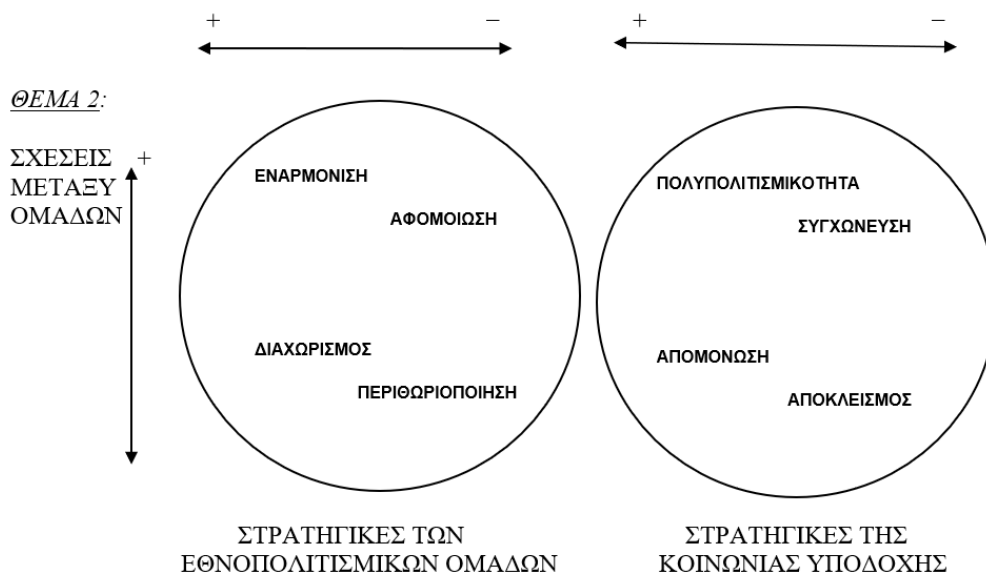 + −
+ −
ΘΕΜΑ 2:
ΣΧΕΣΕΙΣ +
ΜΕΤΑΞΥ
ΟΜΑΔΩΝ
ΕΝΑΡΜΟΝΙΣΗ
ΑΦΟΜΟΙΩΣΗ
ΔΙΑΧΩΡΙΣΜΟΣ
ΠΕΡΙΘΩΡΙΟΠΟΙΗΣΗ
ΠΟΛΥΠΟΛΙΤΙΣΜΙΚΟΤΗΤΑ
ΣΥΓΧΩΝΕΥΣΗ
ΑΠΟΜΟΝΩΣΗ
ΑΠΟΚΛΕΙΣΜΟΣ
ΣΤΡΑΤΗΓΙΚΕΣ ΤΩΝ
ΕΘΝΟΠΟΛΙΤΙΣΜΙΚΩΝ ΟΜΑΔΩΝ
ΣΤΡΑΤΗΓΙΚΕΣ ΤΗΣ
ΚΟΙΝΩΝΙΑΣ ΥΠΟΔΟΧΗΣ